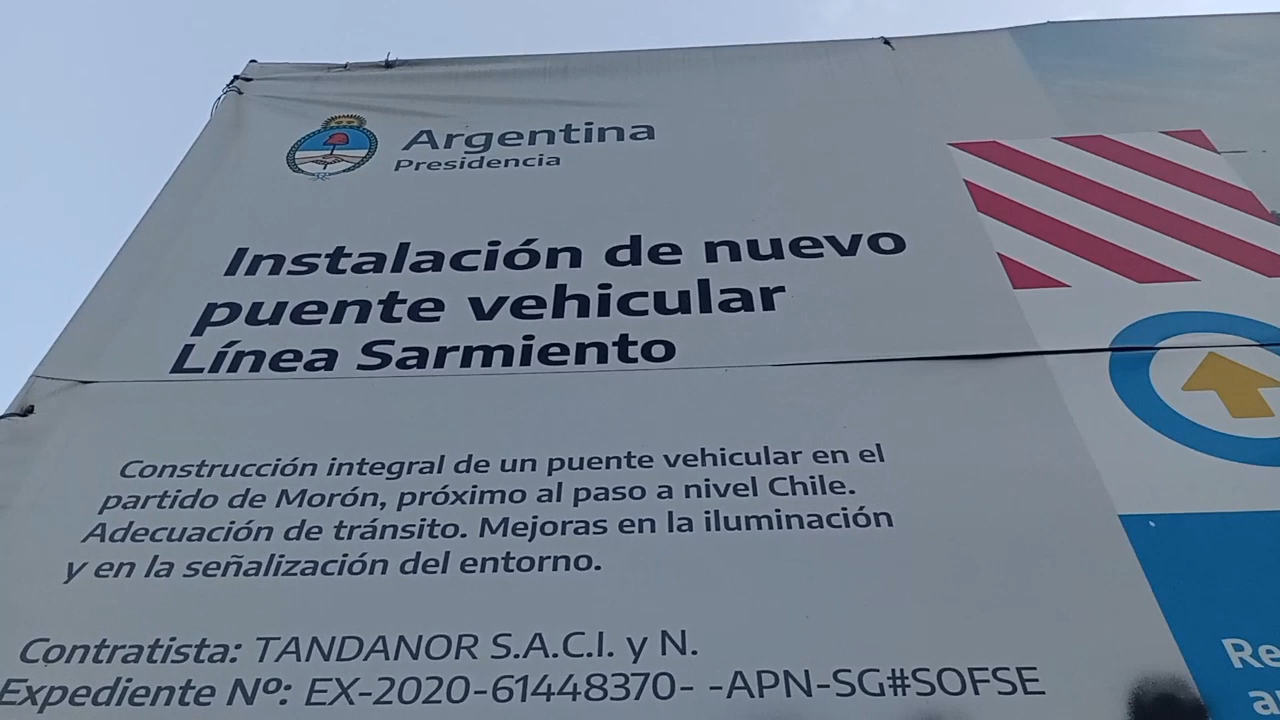 Argentina
Presidencia
Instalación de nuevo
puente vehicular
Línea Sarmiento
Construcción integral de un puente vehicular en el
partido de Morón, próximo al paso a nivel Chile.
Adecuación de tránsito. Mejoras en la iluminación
y en la señalización del entorno.
Contratista: TANDANOR S.A.C.I. y N.
Expediente Nº: EX-2020-61448370- -APN-SG#SOFSE